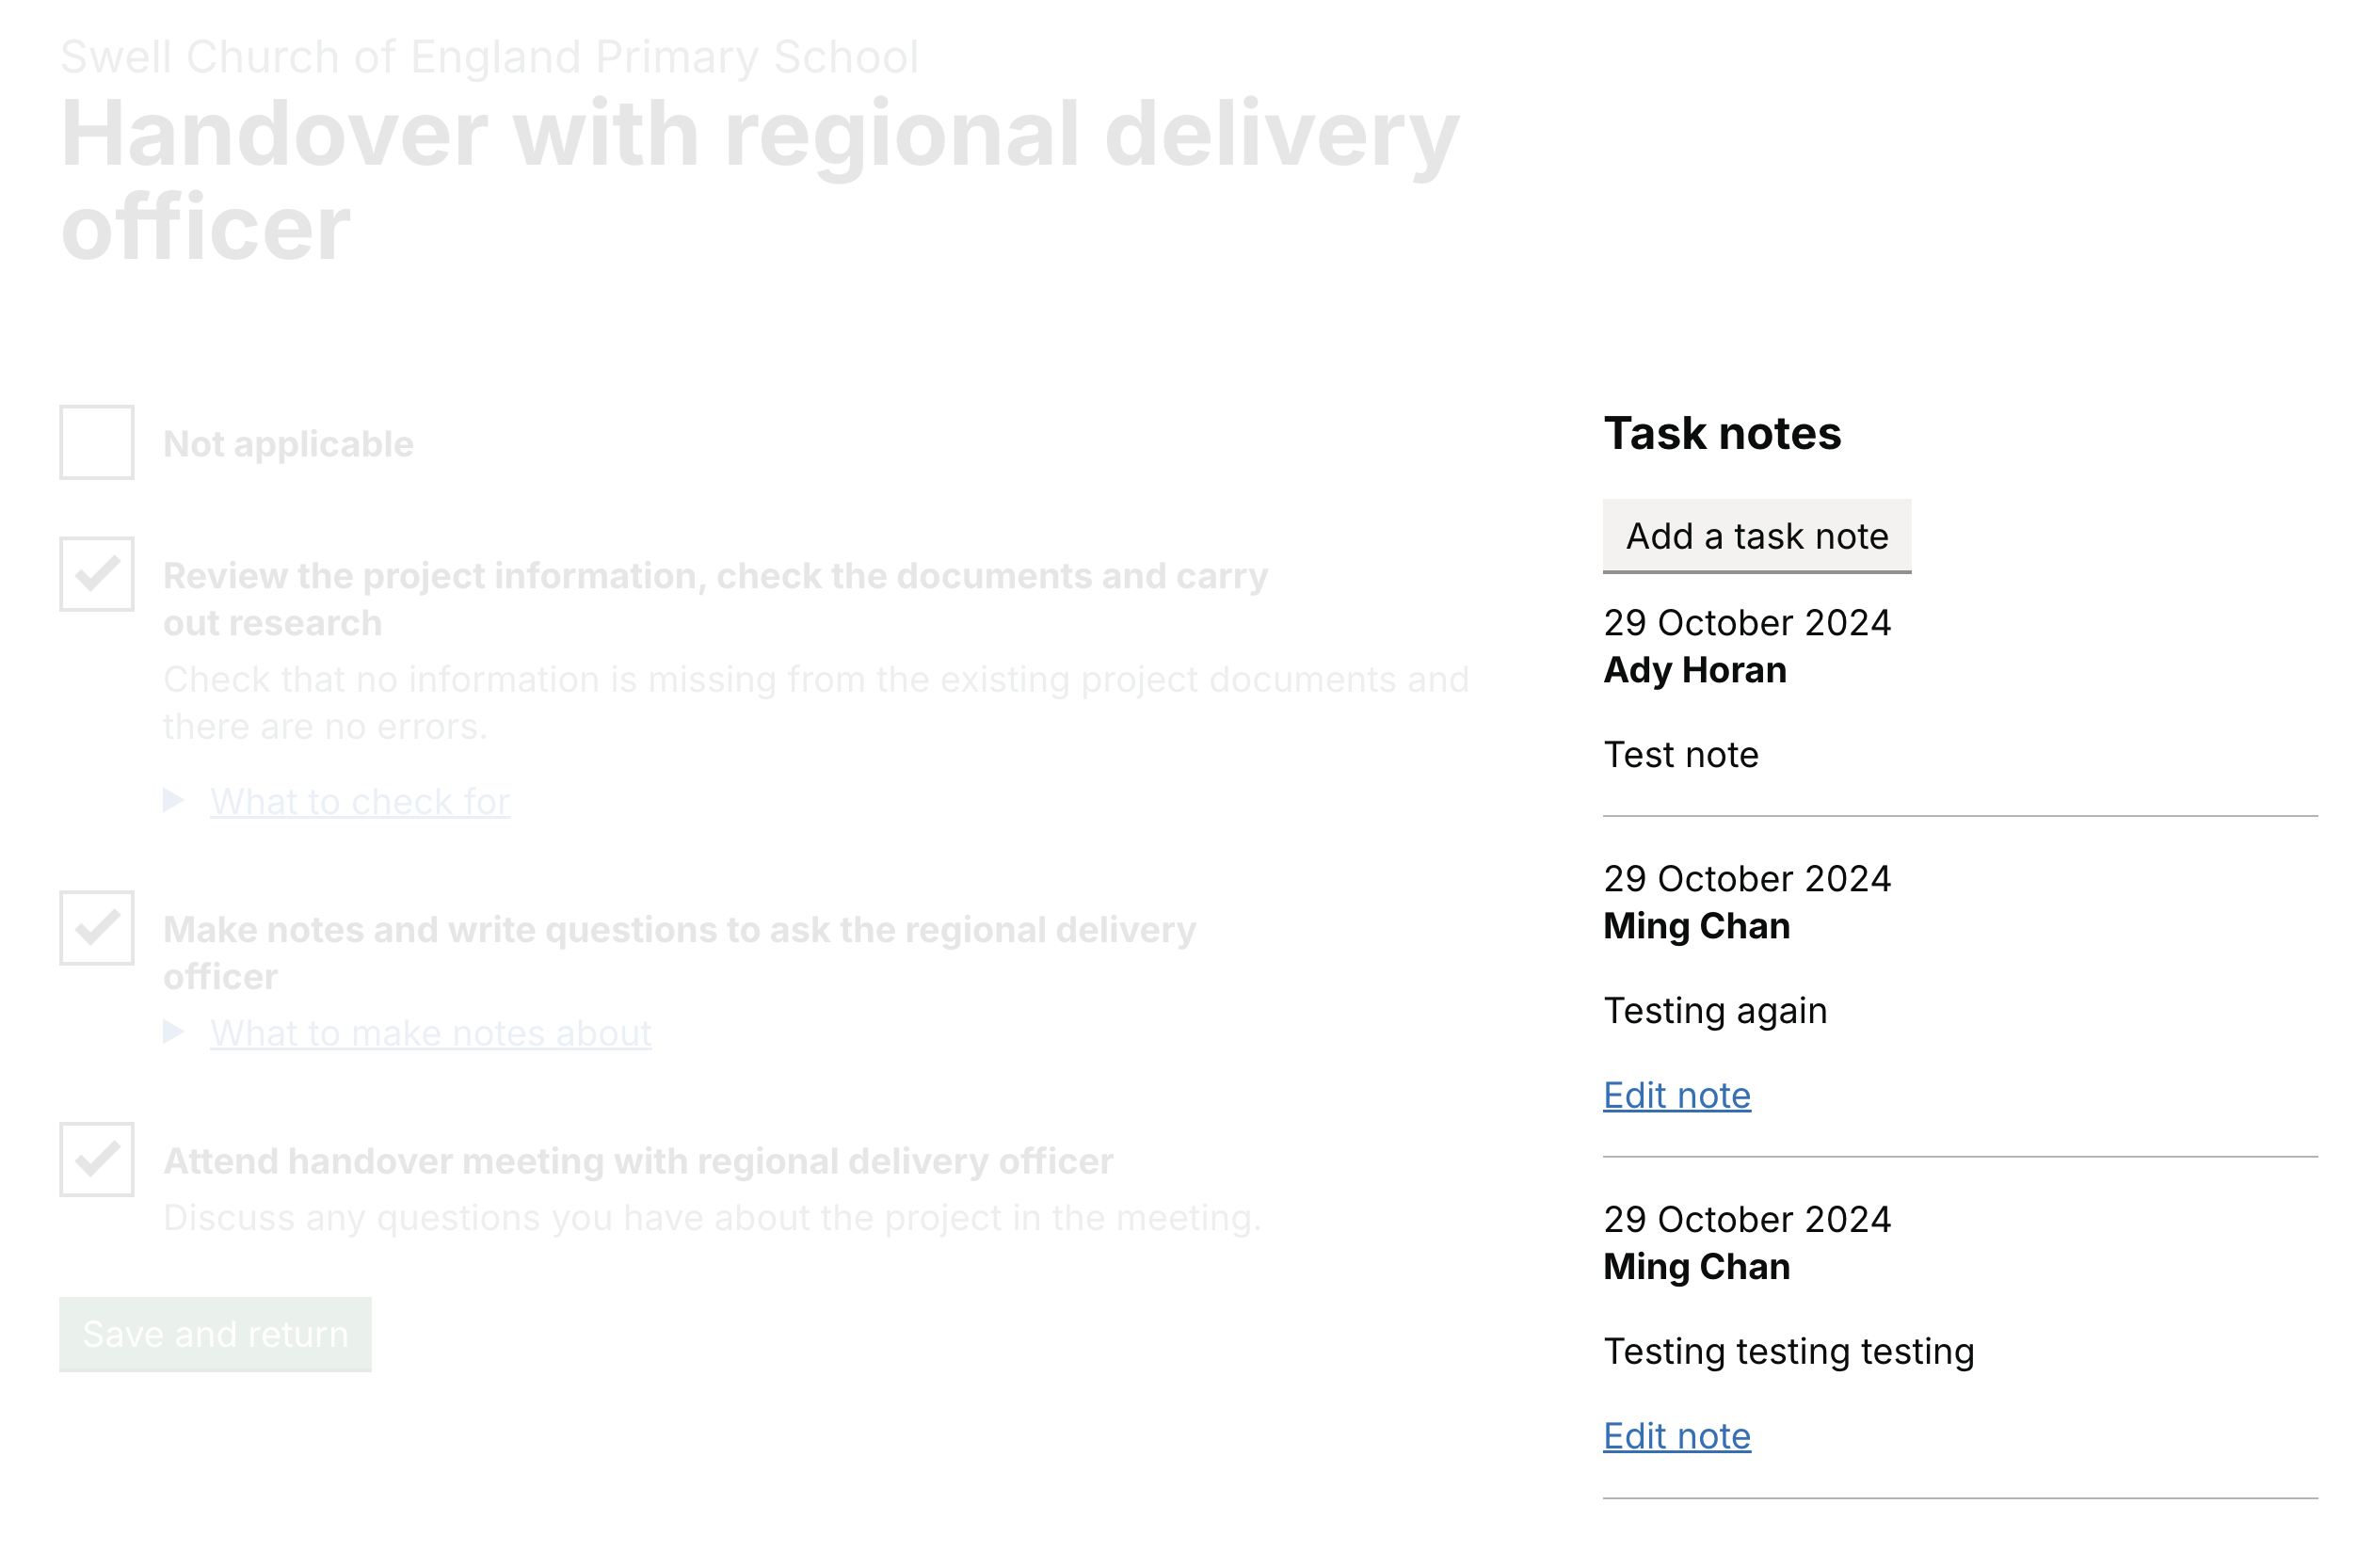 Swell Church of England Primary School
Handover with regional delivery
officer
Not applicable
Review the project information, check the documents and carry
out research
Check that no information is missing from the existing project documents and
there are no errors.
What to check for
Make notes and write questions to ask the regional delivery
officer
What to make notes about
Attend handover meeting with regional delivery officer
Discuss any questions you have about the project in the meeting.
Save and return
Task notes
Add a task note
29 October 2024
Ady Horan
Test note
29 October 2024
Ming Chan
Testing again
Edit note
29 October 2024
Ming Chan
Testing testing testing
Edit note